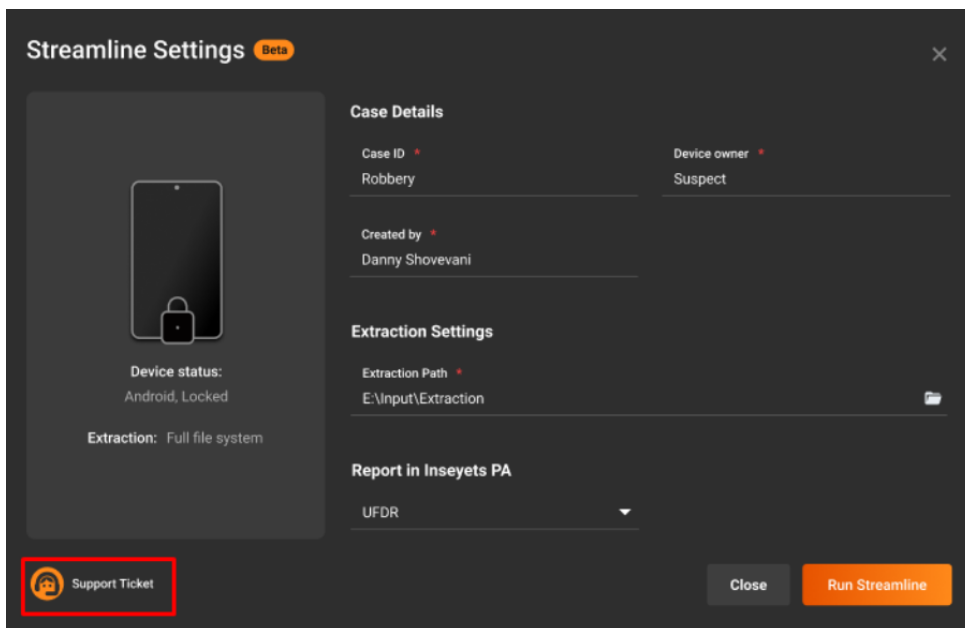 Streamline Settings Beta
Case Details
Case ID *
Device owner *
Robbery
Suspect
Created by *
Danny Shovevani
Device status:
Android, Locked
Extraction: Full file system
Extraction Settings
Extraction Path *
E:\Input\Extraction
Report in Inseyets PA
UFDR
Support Ticket
Close
Run Streamline